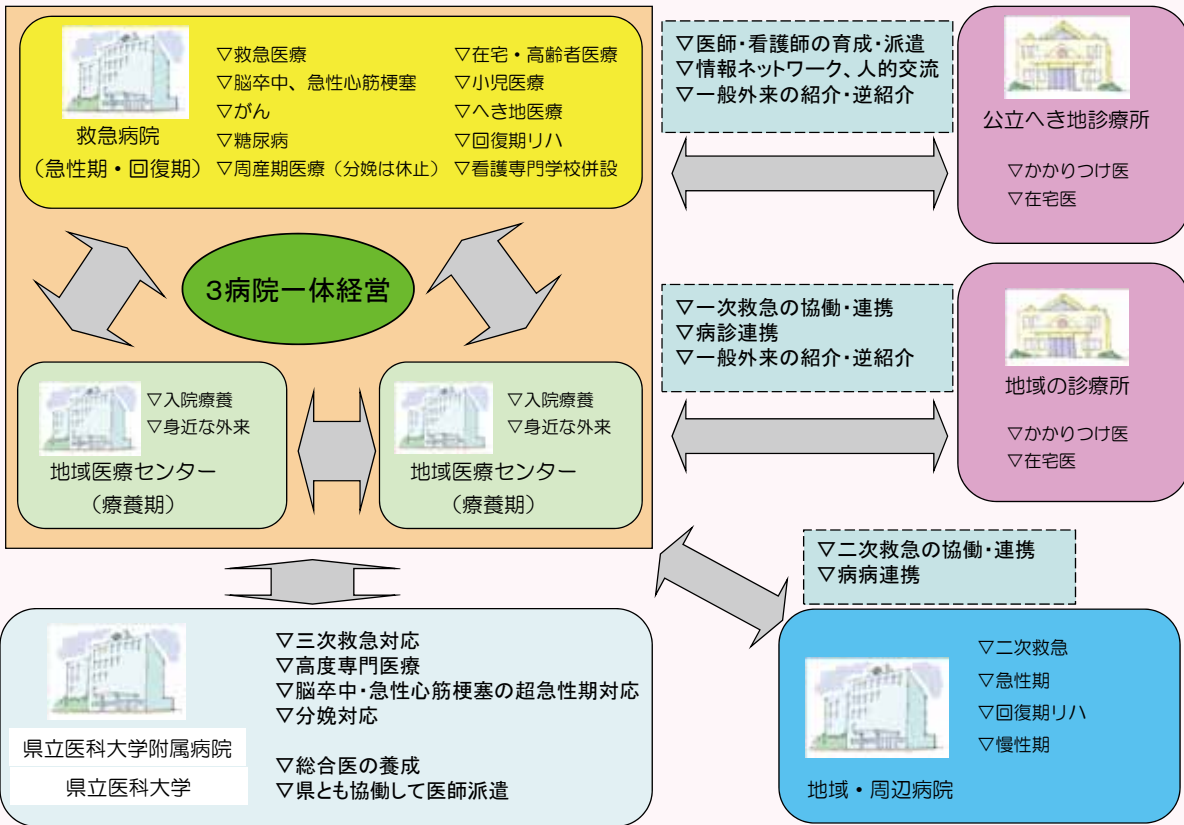 救急病院
(急性期・回復期)
▽救急医療
▽脳卒中、急性心筋梗塞
▽がん
▽糖尿病
▽周産期医療(分娩は休止)
▽在宅・高齢者医療
▽小児医療
▽へき地医療
▽回復期リハ
▽看護専門学校併設
▽医師・看護師の育成・派遣
▽情報ネットワーク、人的交流
▽一般外来の紹介・逆紹介
公立へき地診療所
▽かかりつけ医
▽在宅医
3病院一体経営
▽一次救急の協働・連携
▽病診連携
▽一般外来の紹介・逆紹介
地域の診療所
▽かかりつけ医
▽在宅医
▽入院療養
▽身近な外来
地域医療センター
(療養期)
▽入院療養
▽身近な外来
地域医療センター
(療養期)
▽二次救急の協働・連携
▽病病連携
県立医科大学附属病院
県立医科大学
▽三次救急対応
▽高度専門医療
▽脳卒中・急性心筋梗塞の超急性期対応
▽分娩対応
▽総合医の養成
▽県とも協働して医師派遣
▽二次救急
▽急性期
▽回復期リハ
▽慢性期
地域・周辺病院